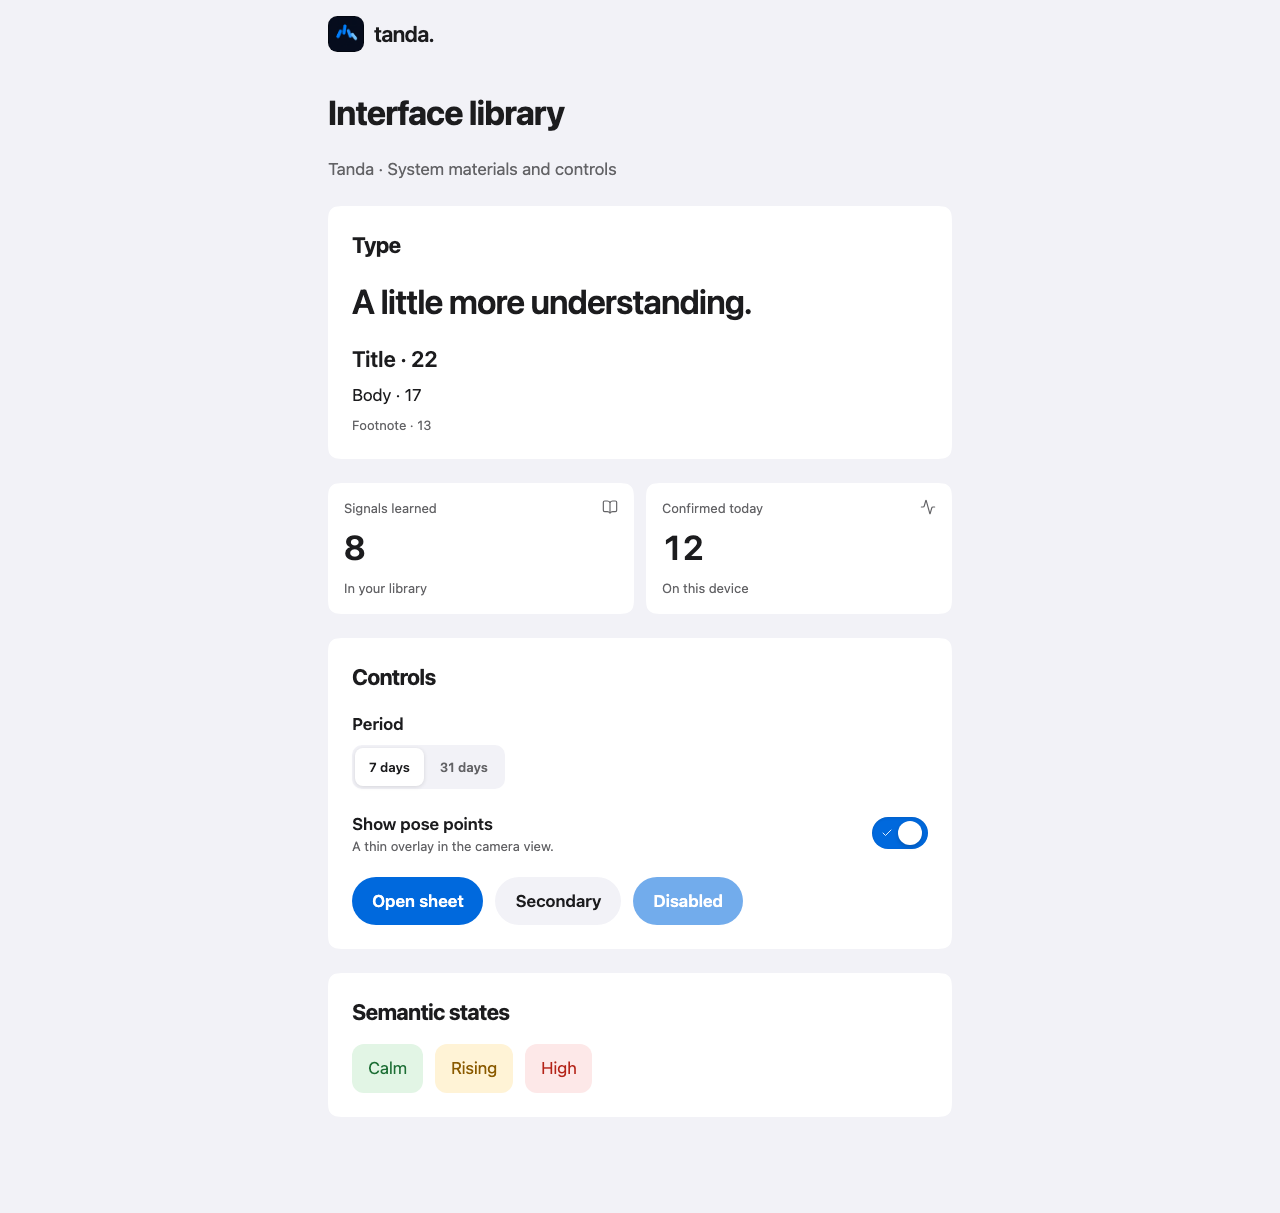 tanda.
Interface library
Tanda · System materials and controls
Type
A little more understanding.
Title · 22
Body · 17
Footnote · 13
Signals learned
8
In your library
Confirmed today
12
On this device
Controls
Period
7 days 31 days
Show pose points
A thin overlay in the camera view.
Open sheet Secondary Disabled
Semantic states
Calm Rising High